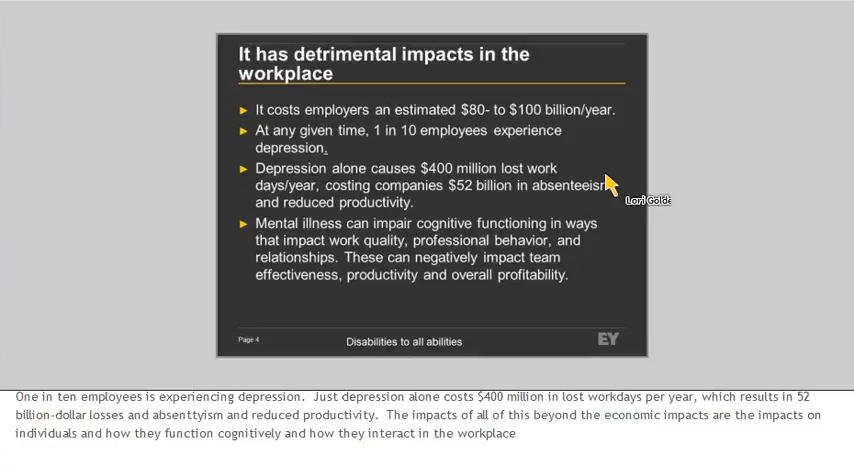 It has detrimental impacts in the
workplace
► It costs employers an estimated $80- to $100 billion/year.
► At any given time, 1 in 10 employees experience
depression.
► Depression alone causes $400 million lost work
days/year, costing companies $52 billion in absenteeism
and reduced productivity.
► Mental illness can impair cognitive functioning in ways
that impact work quality, professional behavior, and
relationships. These can negatively impact team
effectiveness, productivity and overall profitability.
Lori Golde
Page 4
Disabilities to all abilities
EY
One in ten employees is experiencing depression. Just depression alone costs $400 million in lost workdays per year, which results in 52
billion-dollar losses and absenttyism and reduced productivity. The impacts of all of this beyond the economic impacts are the impacts on
individuals and how they function cognitively and how they interact in the workplace